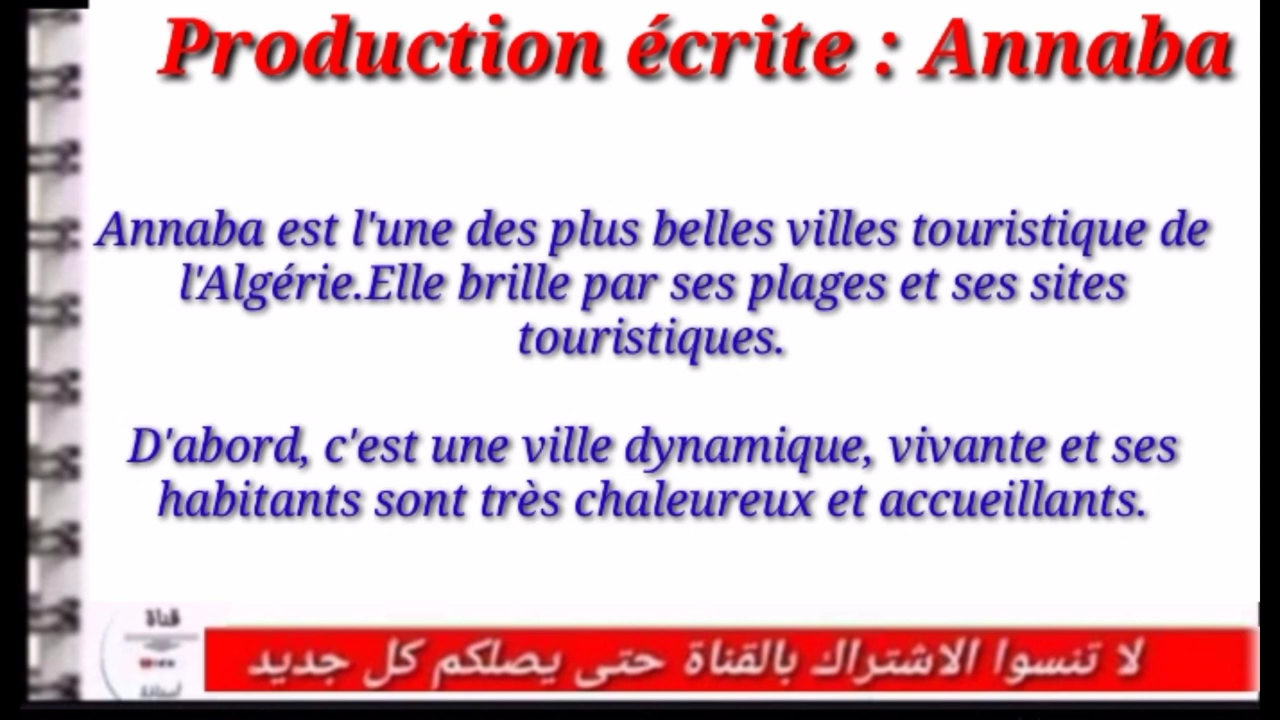 Production écrite : Annaba
Annaba est l'une des plus belles villes touristique de
l'Algérie.Elle brille par ses plages et ses sites
touristiques.
D'abord, c'est une ville dynamique, vivante et ses
habitants sont très chaleureux et accueillants.
قناة
لا تنسوا الاشتراك بالقناة حتى يصلكم كل جديد